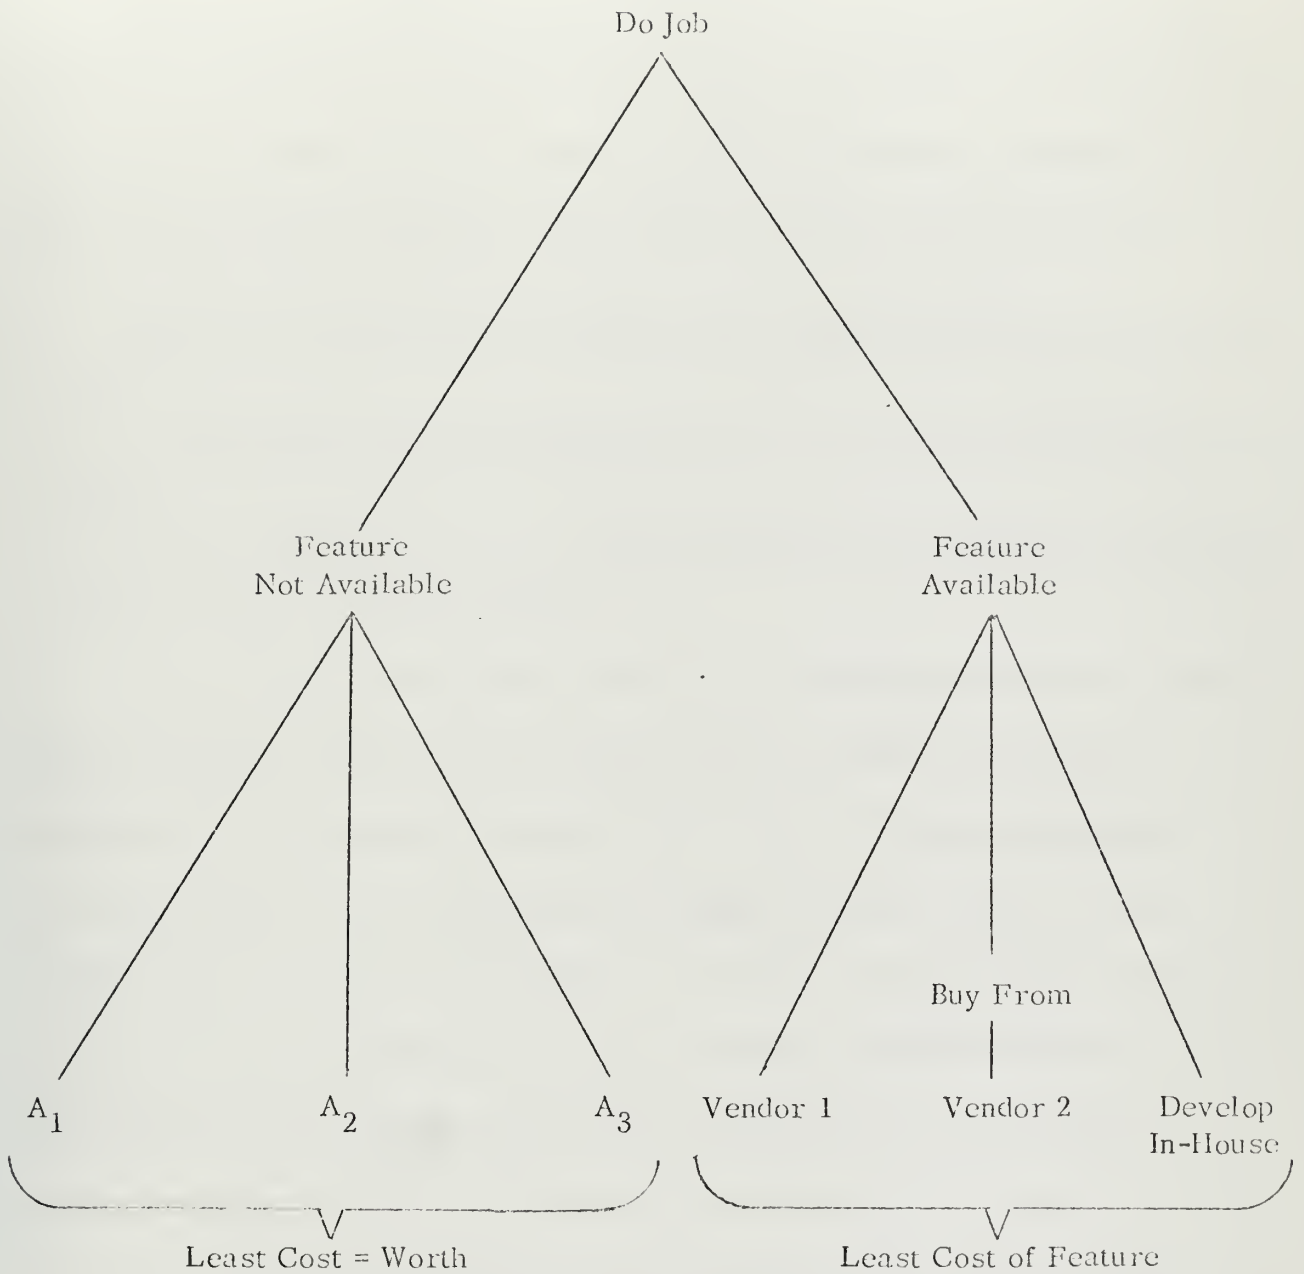 Do Job
Feature
Not Available
Feature
Available
Buy From
A₁
A₂
A₃
Vendor 1
Vendor 2
Develop
In-House
Least Cost = Worth
Least Cost of Feature